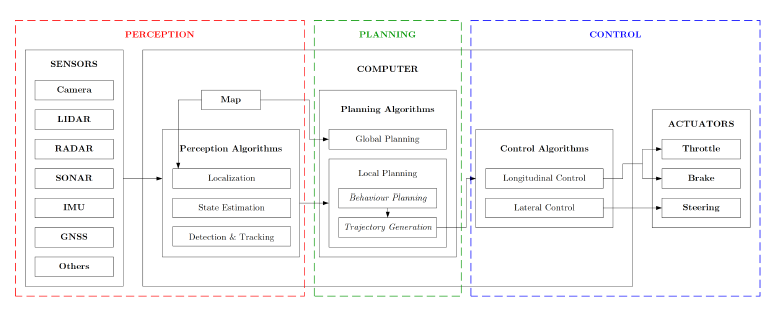 PERCEPTION
PLANNING
CONTROL
SENSORS
Camera
LIDAR
RADAR
SONAR
IMU
GNSS
Others
COMPUTER
Map
Perception Algorithms
Localization
State Estimation
Detection & Tracking
Planning Algorithms
Global Planning
Local Planning
Behaviour Planning
Trajectory Generation
Control Algorithms
Longitudinal Control
Lateral Control
ACTUATORS
Throttle
Brake
Steering